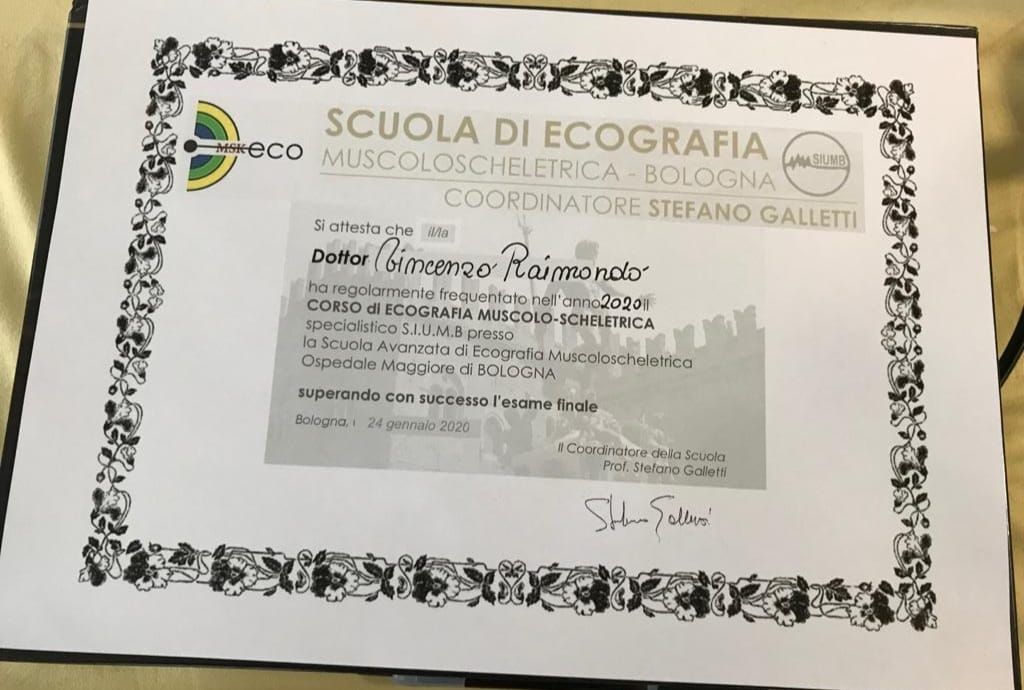 MSKeco
SCUOLA DI ECOGRAFIA
MUSCOLOSCHELETRICA - BOLOGNA
SIUMB
COORDINATORE STEFANO GALLETTI
Si attesta che il/la
Dottor Vincenzo Raimondo
ha regolarmente frequentato nell'anno 2020 il
CORSO di ECOGRAFIA MUSCOLO-SCHELETRICA
specialistico S.I.U.M.B presso
la Scuola Avanzata di Ecografia Muscoloscheletrica
Ospedale Maggiore di BOLOGNA
superando con successo l'esame finale
Bologna, 24 gennaio 2020
Il Coordinatore della Scuola
Prof. Stefano Galletti
Stefano Galletti